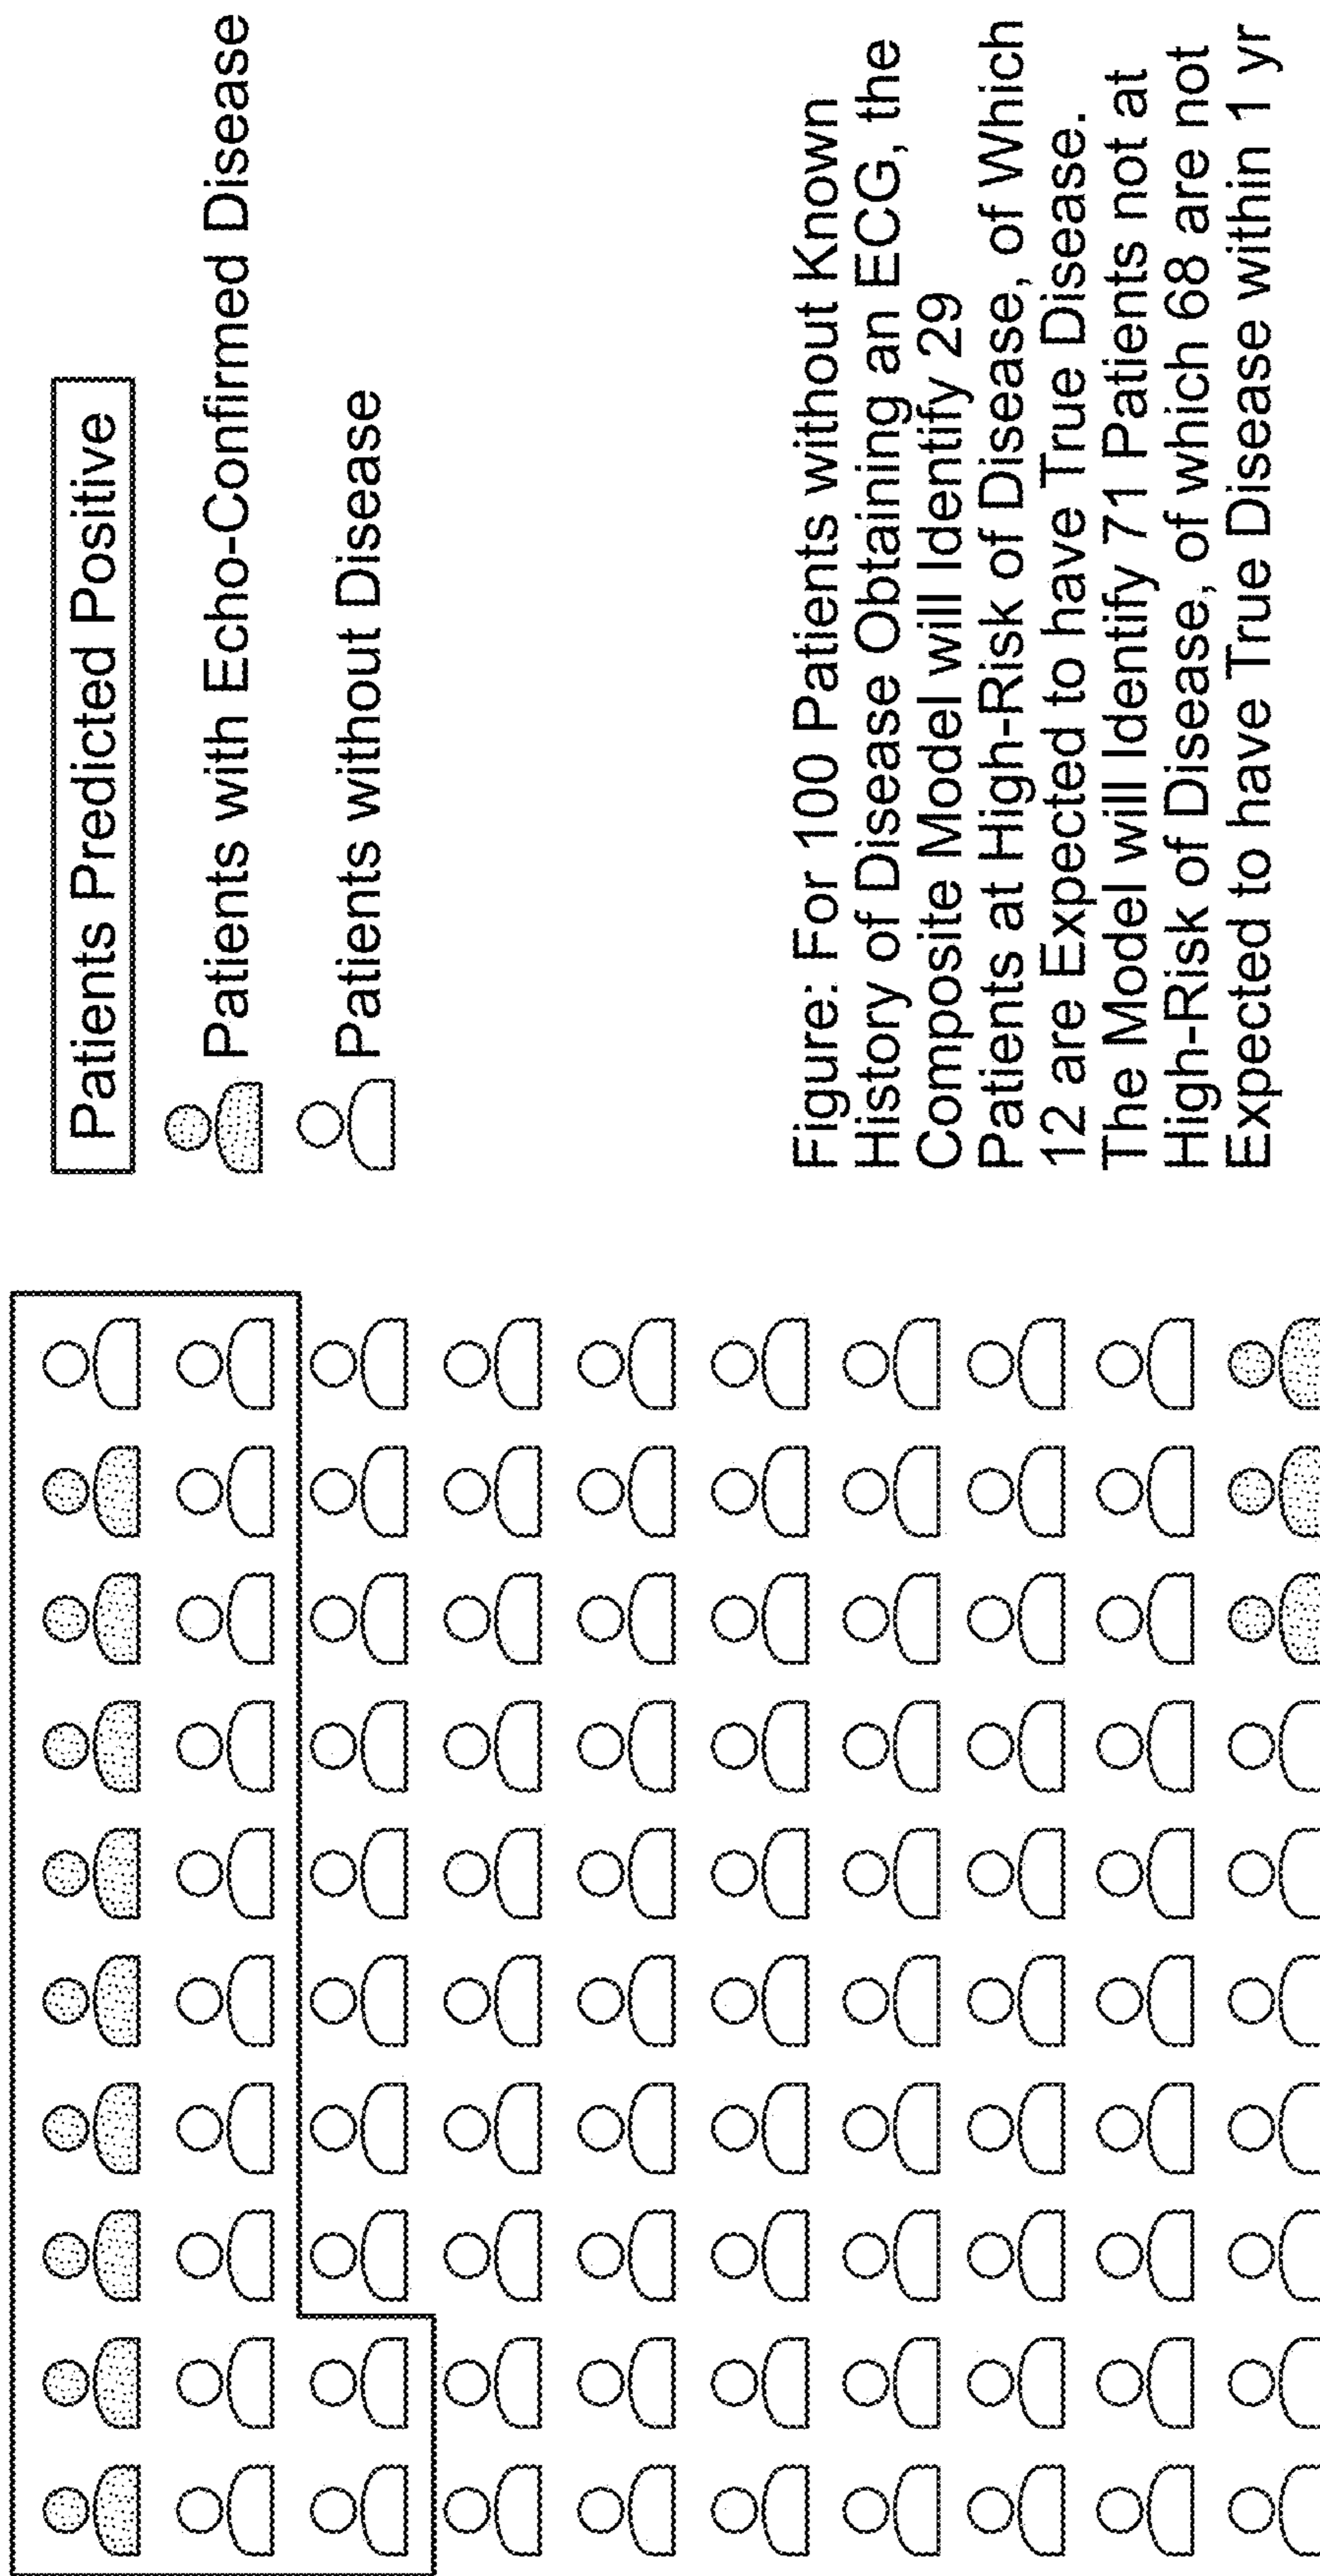 Patients Predicted Positive
Patients with Echo-Confirmed Disease
Patients without Disease
Figure: For 100 Patients without Known
History of Disease Obtaining an ECG, the
Composite Model will Identify 29
Patients at High-Risk of Disease, of Which
12 are Expected to have True Disease.
The Model will Identify 71 Patients not at
High-Risk of Disease, of which 68 are not
Expected to have True Disease within 1 yr